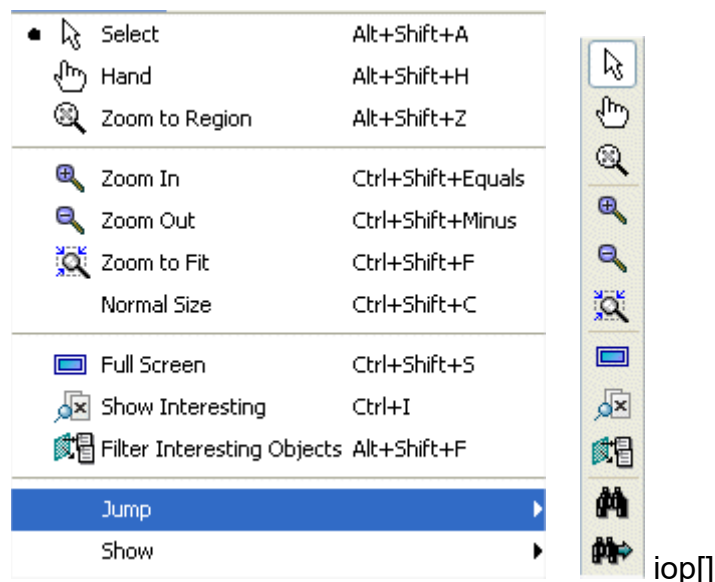 Select Alt+Shift+A
Hand Alt+Shift+H
Zoom to Region Alt+Shift+Z
Zoom In Ctrl+Shift+Equals
Zoom Out Ctrl+Shift+Minus
Zoom to Fit Ctrl+Shift+F
Normal Size Ctrl+Shift+C
Full Screen Ctrl+Shift+S
Show Interesting Ctrl+I
Filter Interesting Objects Alt+Shift+F
Jump
Show
iop[]